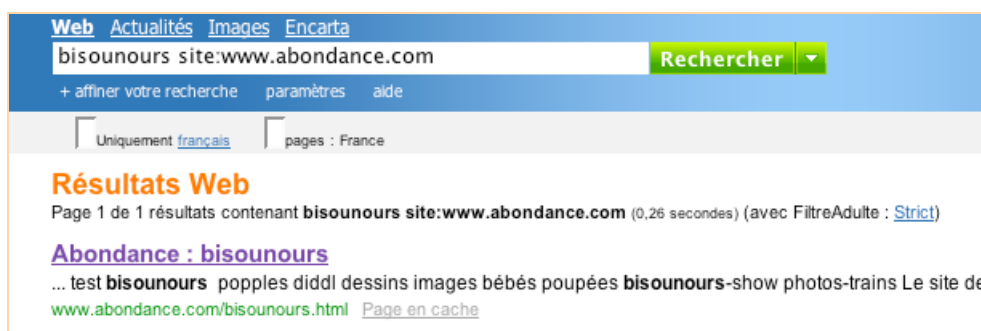 Web Actualités Images Encarta
bisounours site:www.abondance.com Rechercher
+ affiner votre recherche paramètres aide
Uniquement français pages : France
Résultats Web
Page 1 de 1 résultats contenant bisounours site:www.abondance.com (0,26 secondes) (avec FiltreAdulte : Strict)
Abondance : bisounours
... test bisounours popples diddl dessins images bébés poupées bisounours-show photos-trains Le site de
www.abondance.com/bisounours.html Page en cache